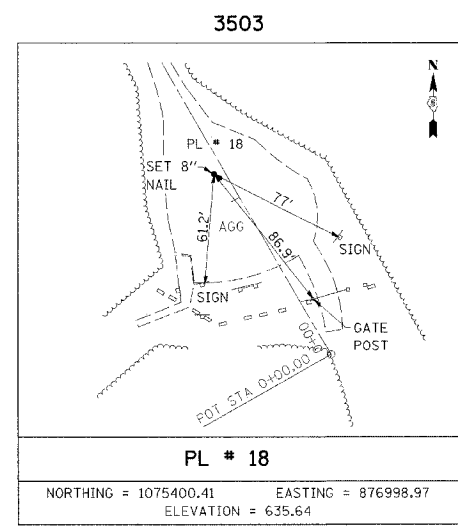 3503
N
PL # 18
SET 8"
NAIL
77'
61.2'
AGG
86.9'
SIGN
SIGN
GATE
POST
0+00
POT STA 0+00.00
PL # 18
NORTHING = 1075400.41 EASTING = 876998.97
ELEVATION = 635.64